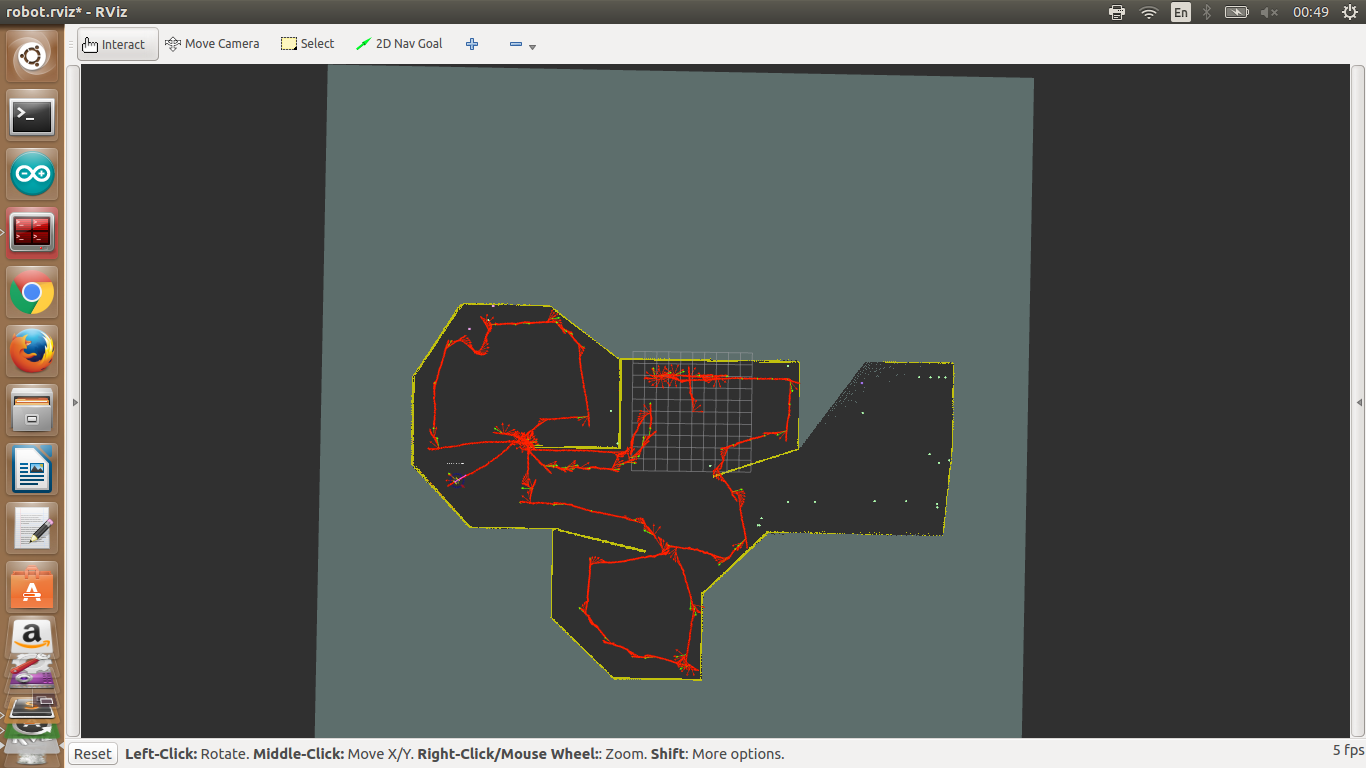 robot.rviz* - RViz
En
00:49
Interact
Move Camera
Select
2D Nav Goal
Reset
Left-Click: Rotate. Middle-Click: Move X/Y. Right-Click/Mouse Wheel:: Zoom. Shift: More options.
5 fps